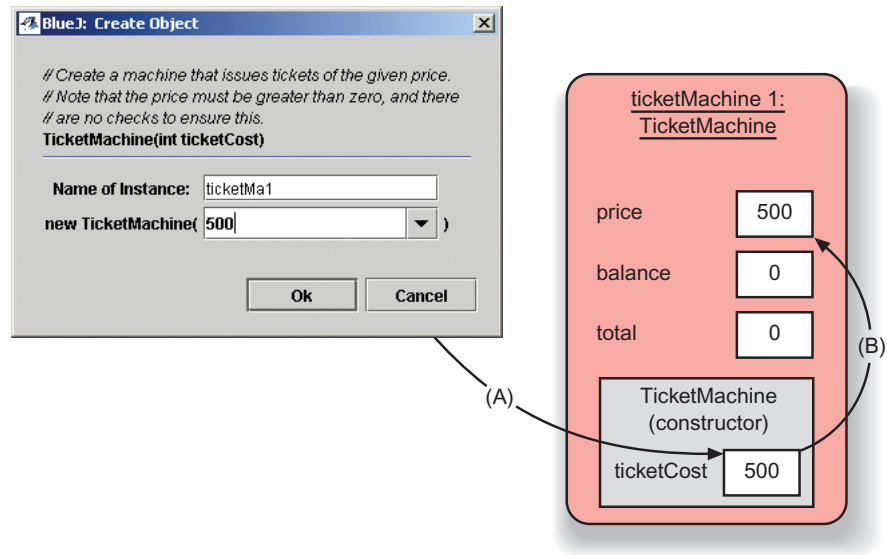 BlueJ: Create Object
// Create a machine that issues tickets of the given price.
// Note that the price must be greater than zero, and there
// are no checks to ensure this.
TicketMachine(int ticketCost)
Name of Instance: ticketMa1
new TicketMachine( 500 )
Ok Cancel
(A)
ticketMachine 1:
TicketMachine
price 500
balance 0
total 0
(B)
TicketMachine
(constructor)
ticketCost 500